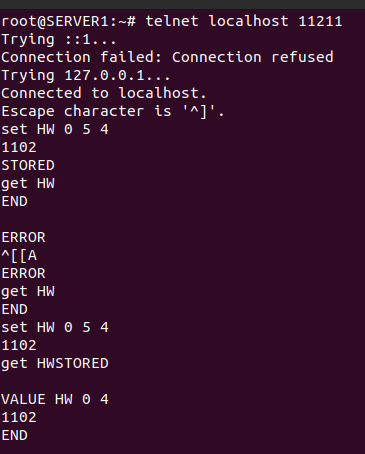 root@SERVER1:~# telnet localhost 11211
Trying ::1...
Connection failed: Connection refused
Trying 127.0.0.1...
Connected to localhost.
Escape character is '^]'.
set HW 0 5 4
1102
STORED
get HW
END

ERROR
^[[A
ERROR
get HW
END
set HW 0 5 4
1102
get HWSTORED

VALUE HW 0 4
1102
END